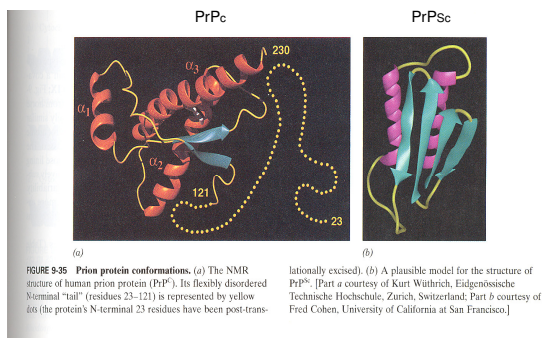 PrPc
PrPSc
α3
230
α1
α2
121
23
(a)
(b)
FIGURE 9-35 Prion protein conformations. (a) The NMR
structure of human prion protein (PrPC). Its flexibly disordered
N-terminal “tail” (residues 23–121) is represented by yellow
dots (the protein’s N-terminal 23 residues have been post-trans-
lationally excised). (b) A plausible model for the structure of
PrPSc. [Part a courtesy of Kurt Wüthrich, Eidgenössische
Technische Hochschule, Zurich, Switzerland; Part b courtesy of
Fred Cohen, University of California at San Francisco.]